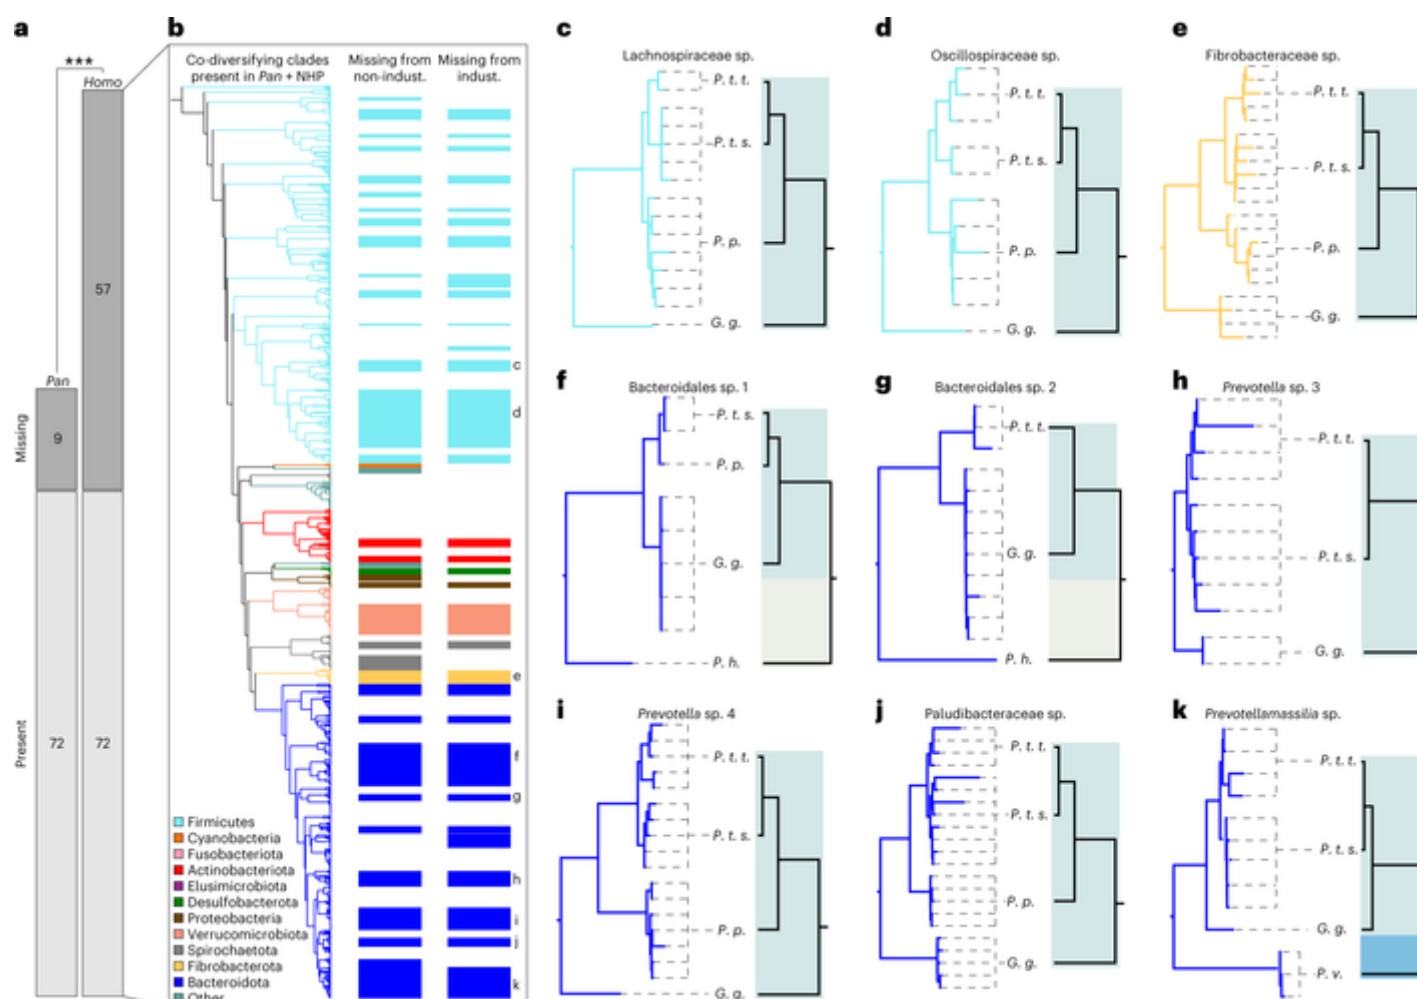 a
***
Homo
57
Pan
9
72
72
Missing
Present
b
Co-diversifying clades
present in Pan + NHP
Missing from
non-indust.
Missing from
indust.
c
d
e
f
g
h
i
j
k
Firmicutes
Cyanobacteria
Fusobacteriota
Actinobacteriota
Elusimicrobiota
Desulfobacterota
Proteobacteria
Verrucomicrobiota
Spirochaetota
Fibrobacterota
Bacteroidota
Other
c
Lachnospiraceae sp.
P. t. t.
P. t. s.
P. p.
G. g.
d
Oscillospiraceae sp.
P. t. t.
P. t. s.
P. p.
G. g.
e
Fibrobacteraceae sp.
P. t. t.
P. t. s.
P. p.
G. g.
f
Bacteroidales sp. 1
P. t. s.
P. p.
G. g.
P. h.
g
Bacteroidales sp. 2
P. t. t.
G. g.
P. h.
h
Prevotella sp. 3
P. t. t.
P. t. s.
G. g.
i
Prevotella sp. 4
P. t. t.
P. t. s.
P. p.
G. g.
j
Paludibacteraceae sp.
P. t. t.
P. t. s.
P. p.
G. g.
k
Prevotellamassilia sp.
P. t. t.
P. t. s.
G. g.
P. v.